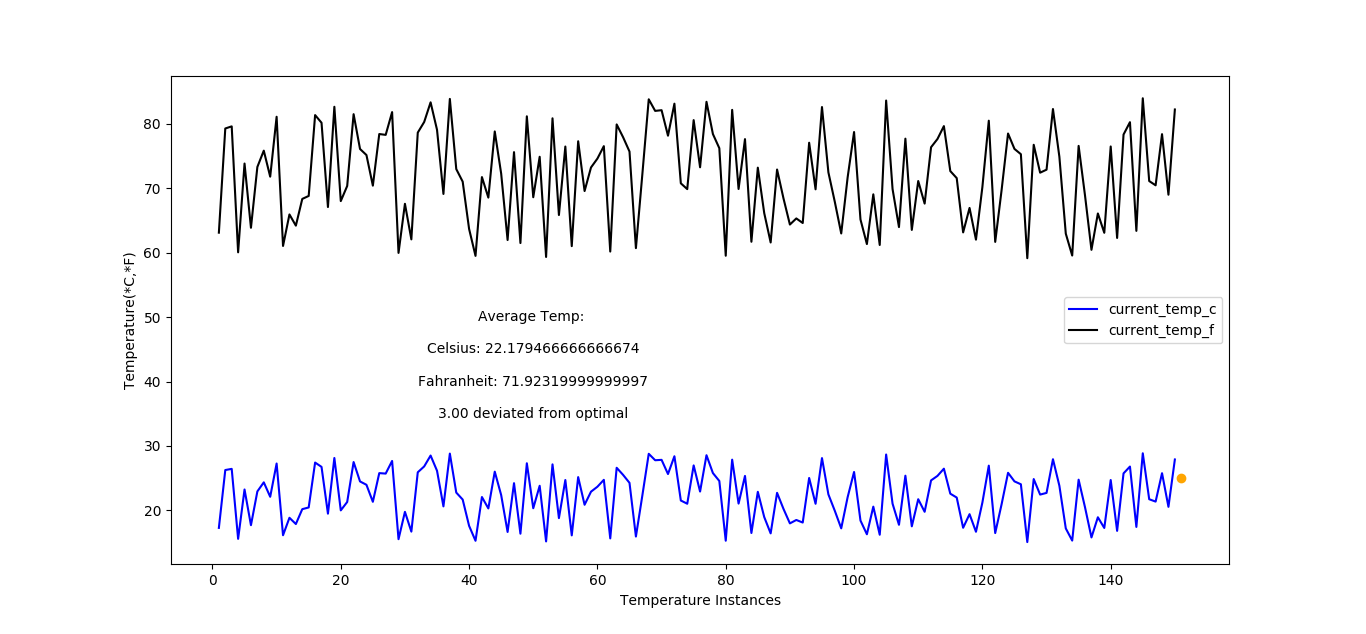 80
70
60
50
40
30
20
Temperature(*C,*F)
Average Temp:
Celsius: 22.179466666666674
Fahranheit: 71.92319999999997
3.00 deviated from optimal
current_temp_c
current_temp_f
0 20 40 60 80 100 120 140
Temperature Instances